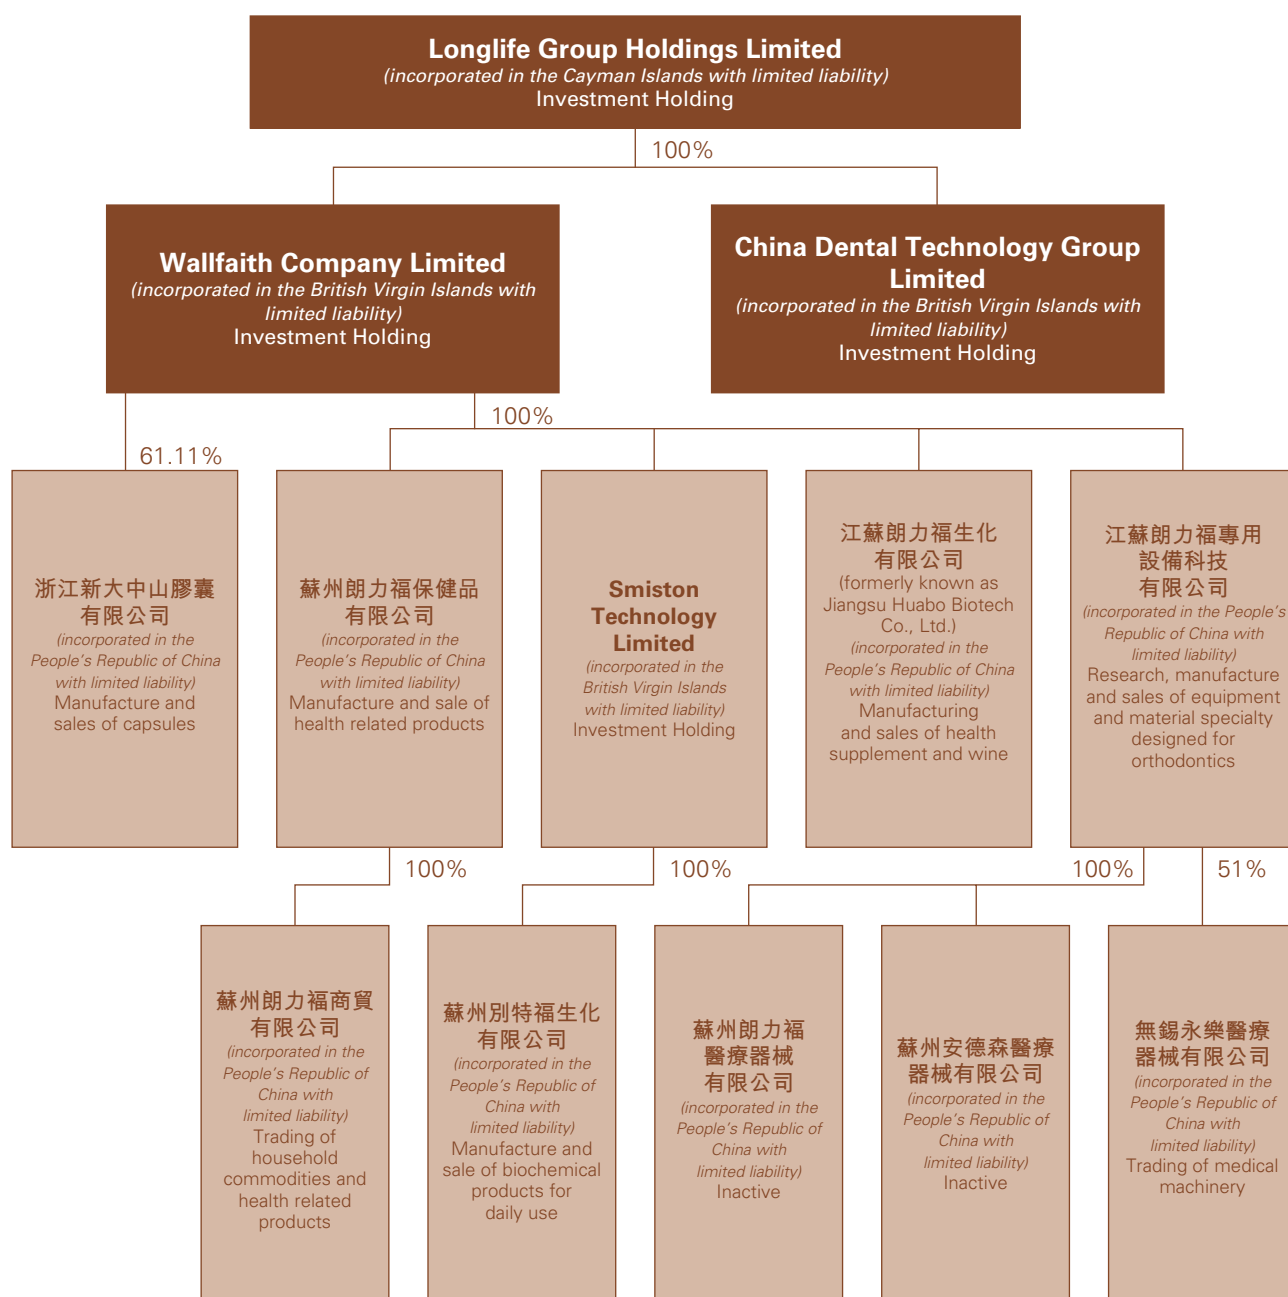 Longlife Group Holdings Limited
(incorporated in the Cayman Islands with limited liability)
Investment Holding
100%
Wallfaith Company Limited
(incorporated in the British Virgin Islands with
limited liability)
Investment Holding
China Dental Technology Group
Limited
(incorporated in the British Virgin Islands with
limited liability)
Investment Holding
61.11%
100%
浙江新大中山膠囊
有限公司
(incorporated in the
People's Republic of China
with limited liability)
Manufacture and
sales of capsules
蘇州朗力福保健品
有限公司
(incorporated in the
People's Republic of China
with limited liability)
Manufacture and sale of
health related products
Smiston
Technology
Limited
(incorporated in the
British Virgin Islands
with limited liability)
Investment Holding
江蘇朗力福生化
有限公司
(formerly known as
Jiangsu Huabo Biotech
Co., Ltd.)
(incorporated in the
People's Republic of China
with limited liability)
Manufacturing
and sales of health
supplement and wine
江蘇朗力福專用
設備科技
有限公司
(incorporated in the People's
Republic of China with
limited liability)
Research, manufacture
and sales of equipment
and material specialty
designed for
orthodontics
100%
100%
100%
51%
蘇州朗力福商貿
有限公司
(incorporated in the
People's Republic of
China with
limited liability)
Trading of
household
commodities and
health related
products
蘇州別特福生化
有限公司
(incorporated in the
People's Republic of
China with
limited liability)
Manufacture and
sale of biochemical
products for
daily use
蘇州朗力福
醫療器械
有限公司
(incorporated in the
People's Republic of
China with
limited liability)
Inactive
蘇州安德森醫療
器械有限公司
(incorporated in the
People's Republic of
China with
limited liability)
Inactive
無錫永樂醫療
器械有限公司
(incorporated in the
People's Republic of
China with
limited liability)
Trading of medical
machinery